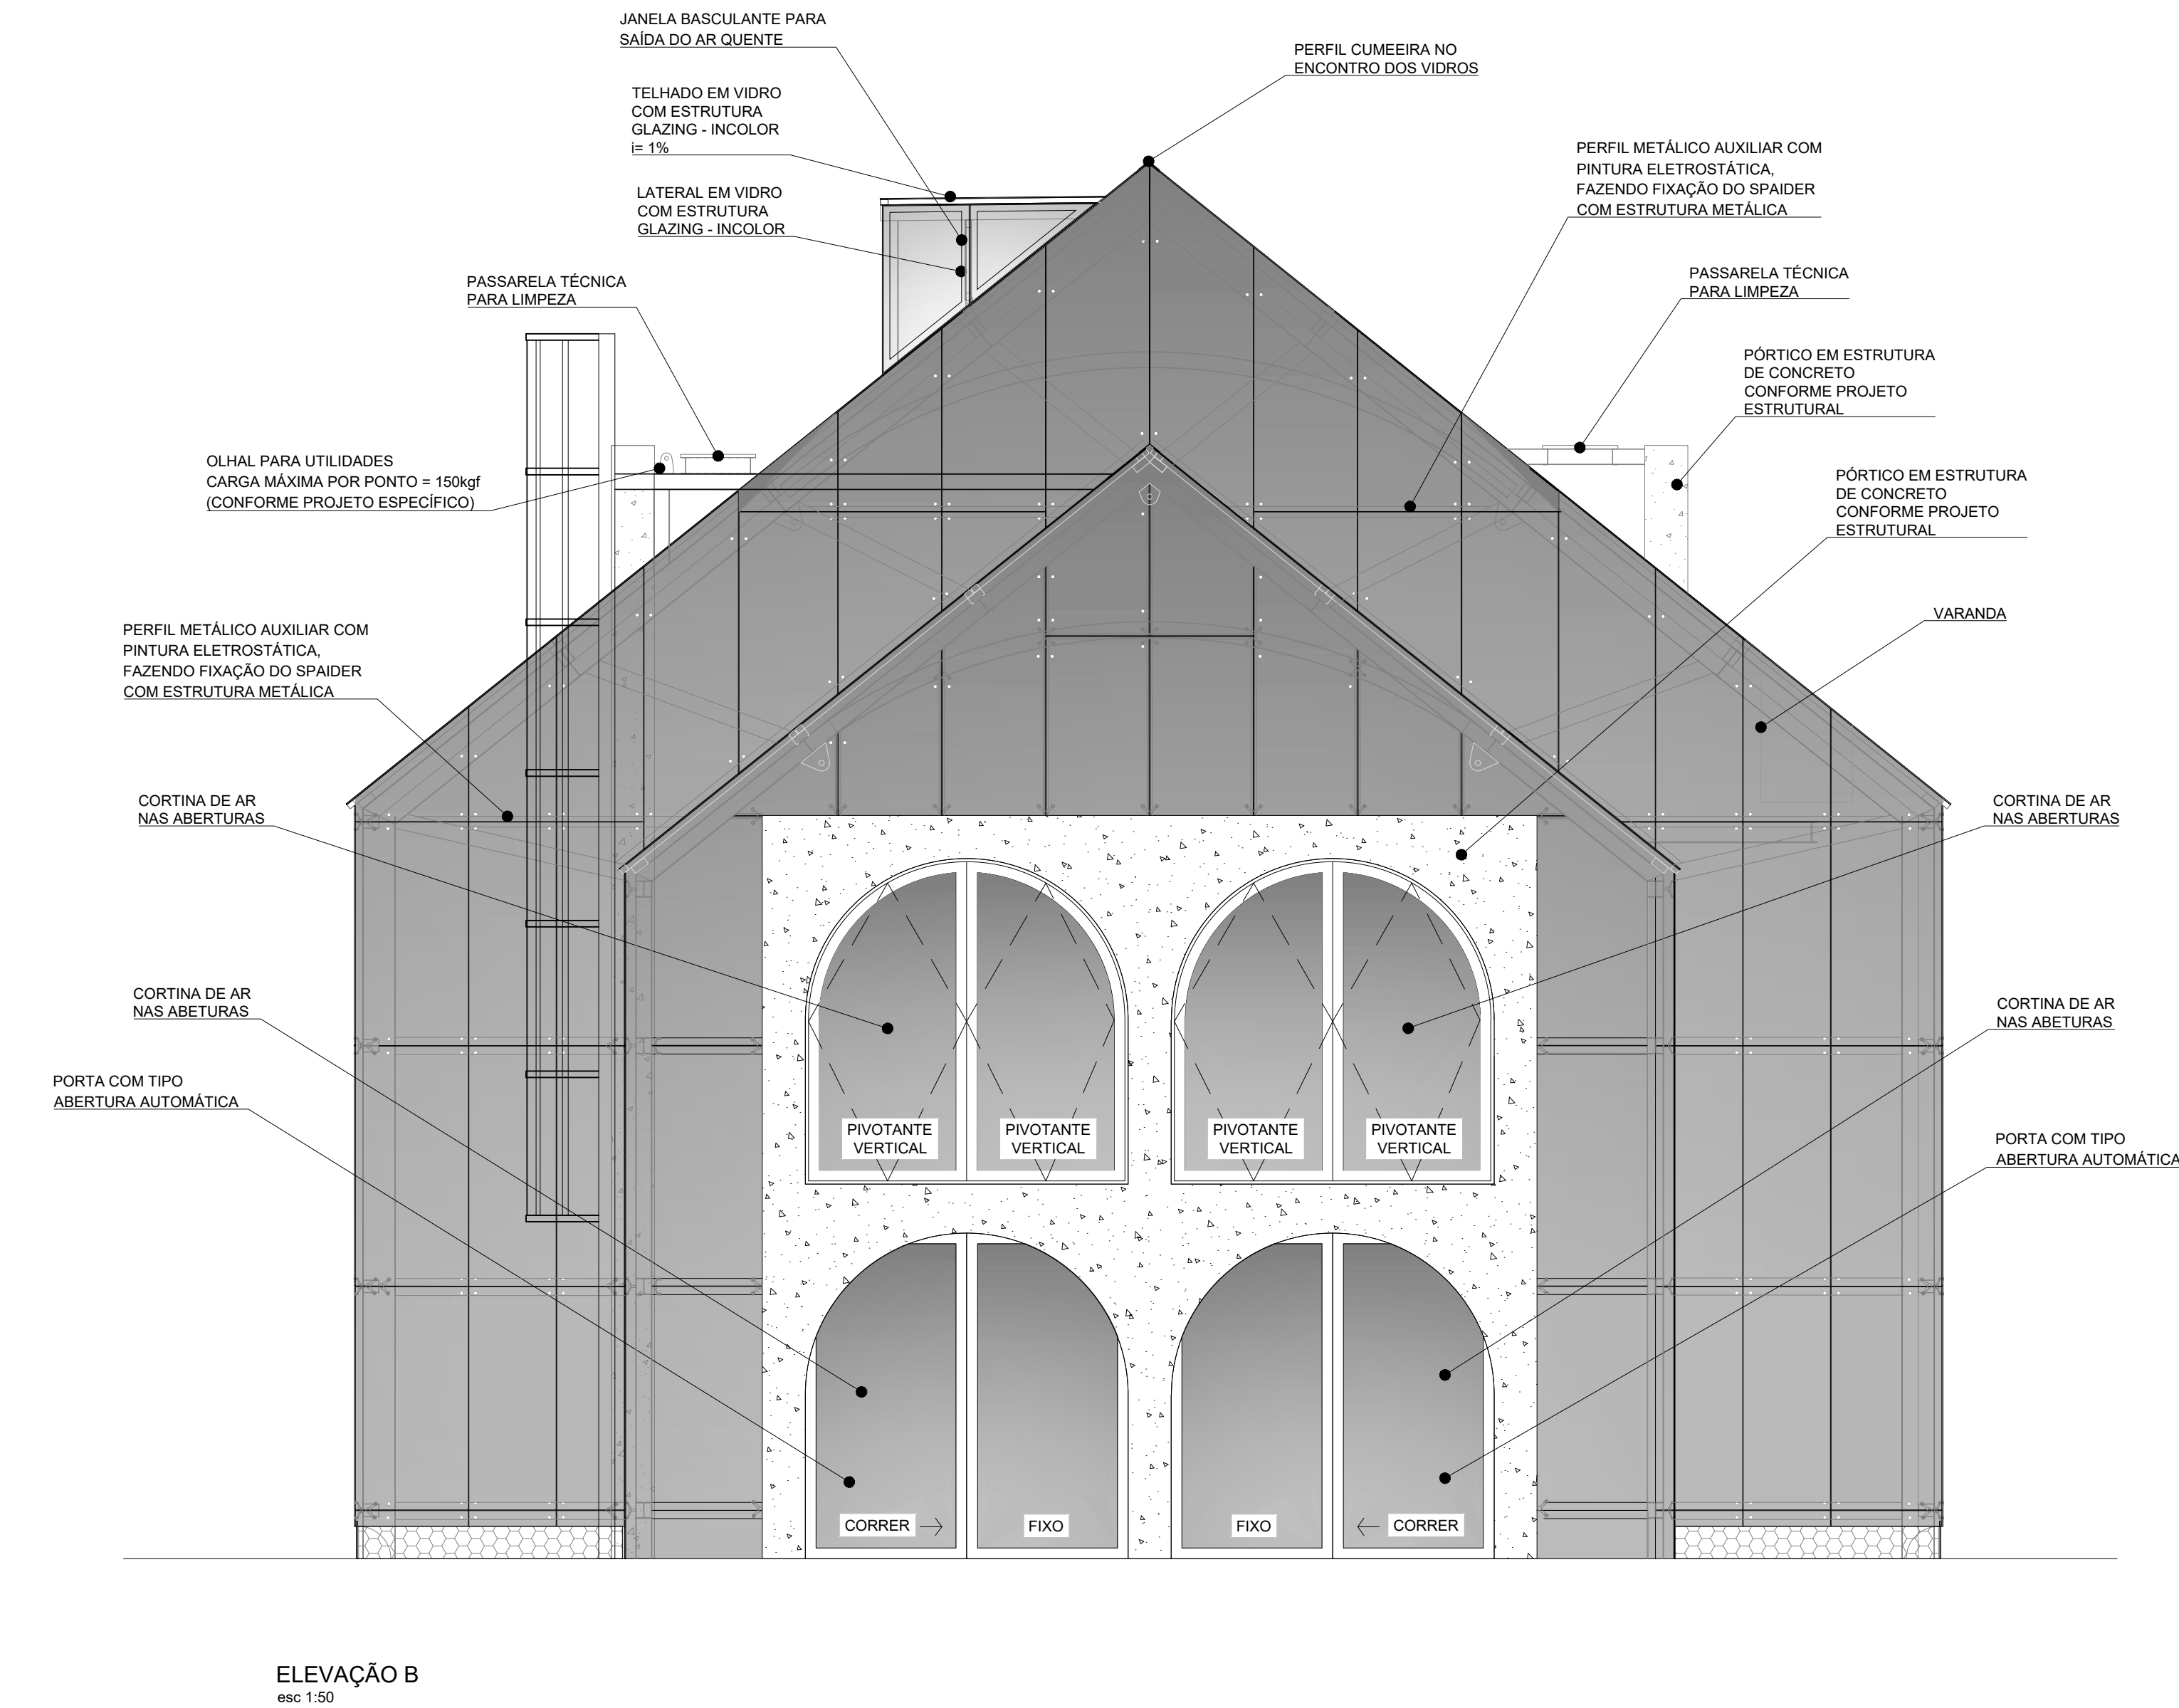 JANELA BASCULANTE PARA
SAÍDA DO AR QUENTE
PERFIL CUMEEIRA NO
ENCONTRO DOS VIDROS
TELHADO EM VIDRO
COM ESTRUTURA
GLAZING - INCOLOR
i= 1%
PERFIL METÁLICO AUXILIAR COM
PINTURA ELETROSTÁTICA,
FAZENDO FIXAÇÃO DO SPAIDER
COM ESTRUTURA METÁLICA
LATERAL EM VIDRO
COM ESTRUTURA
GLAZING - INCOLOR
PASSARELA TÉCNICA
PARA LIMPEZA
PASSARELA TÉCNICA
PARA LIMPEZA
PÓRTICO EM ESTRUTURA
DE CONCRETO
CONFORME PROJETO
ESTRUTURAL
OLHAL PARA UTILIDADES
CARGA MÁXIMA POR PONTO = 150kgf
(CONFORME PROJETO ESPECÍFICO)
PÓRTICO EM ESTRUTURA
DE CONCRETO
CONFORME PROJETO
ESTRUTURAL
VARANDA
PERFIL METÁLICO AUXILIAR COM
PINTURA ELETROSTÁTICA,
FAZENDO FIXAÇÃO DO SPAIDER
COM ESTRUTURA METÁLICA
CORTINA DE AR
NAS ABERTURAS
CORTINA DE AR
NAS ABERTURAS
CORTINA DE AR
NAS ABETURAS
CORTINA DE AR
NAS ABETURAS
PORTA COM TIPO
ABERTURA AUTOMÁTICA
PORTA COM TIPO
ABERTURA AUTOMÁTICA
PIVOTANTE
VERTICAL
PIVOTANTE
VERTICAL
PIVOTANTE
VERTICAL
PIVOTANTE
VERTICAL
CORRER
FIXO
FIXO
CORRER
ELEVAÇÃO B
esc 1:50